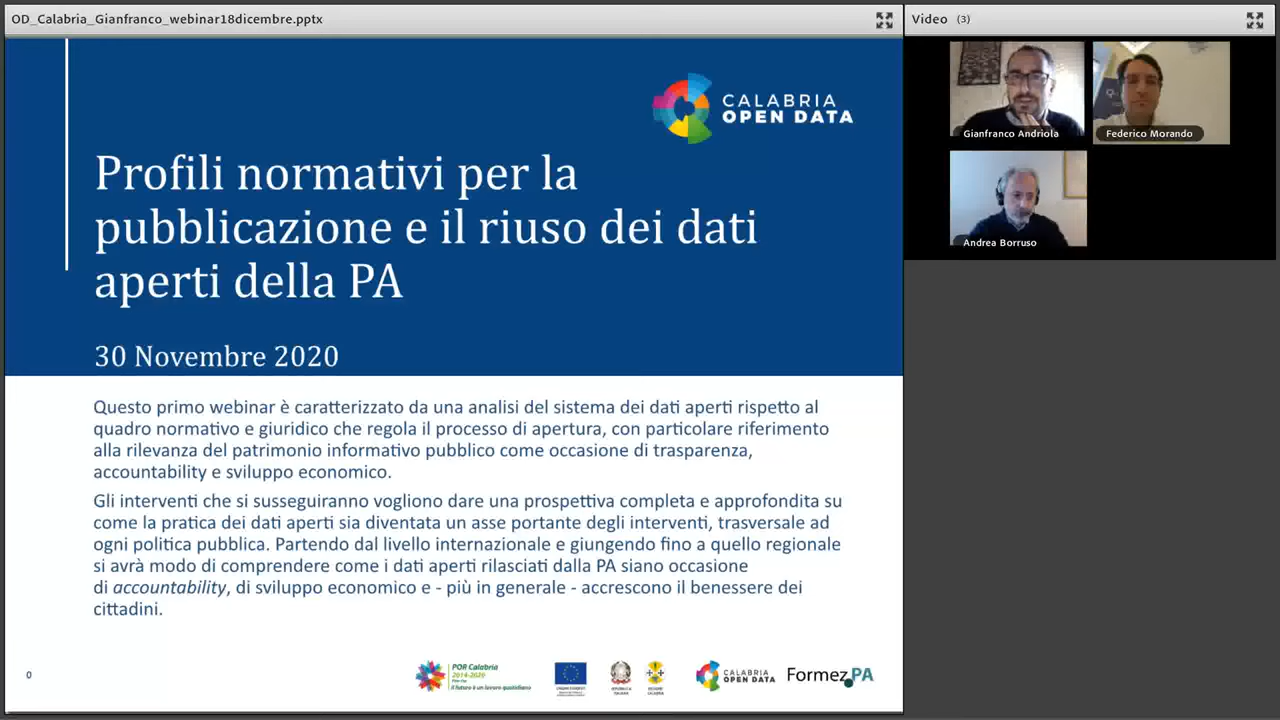 OD_Calabria_Gianfranco_webinar18dicembre.pptx
Video (3)
CALABRIA
OPEN DATA
Profili normativi per la
pubblicazione e il riuso dei dati
aperti della PA
30 Novembre 2020
Gianfranco Andriola
Federico Morando
Andrea Borruso
Questo primo webinar è caratterizzato da una analisi del sistema dei dati aperti rispetto al
quadro normativo e giuridico che regola il processo di apertura, con particolare riferimento
alla rilevanza del patrimonio informativo pubblico come occasione di trasparenza,
accountability e sviluppo economico.
Gli interventi che si susseguiranno vogliono dare una prospettiva completa e approfondita su
come la pratica dei dati aperti sia diventata un asse portante degli interventi, trasversale ad
ogni politica pubblica. Partendo dal livello internazionale e giungendo fino a quello regionale
si avrà modo di comprendere come i dati aperti rilasciati dalla PA siano occasione
di accountability, di sviluppo economico e - più in generale - accrescono il benessere dei
cittadini.
0
POR Calabria
2014-2020
il futuro è un lavoro quotidiano
CALABRIA
OPEN DATA
Formez PA